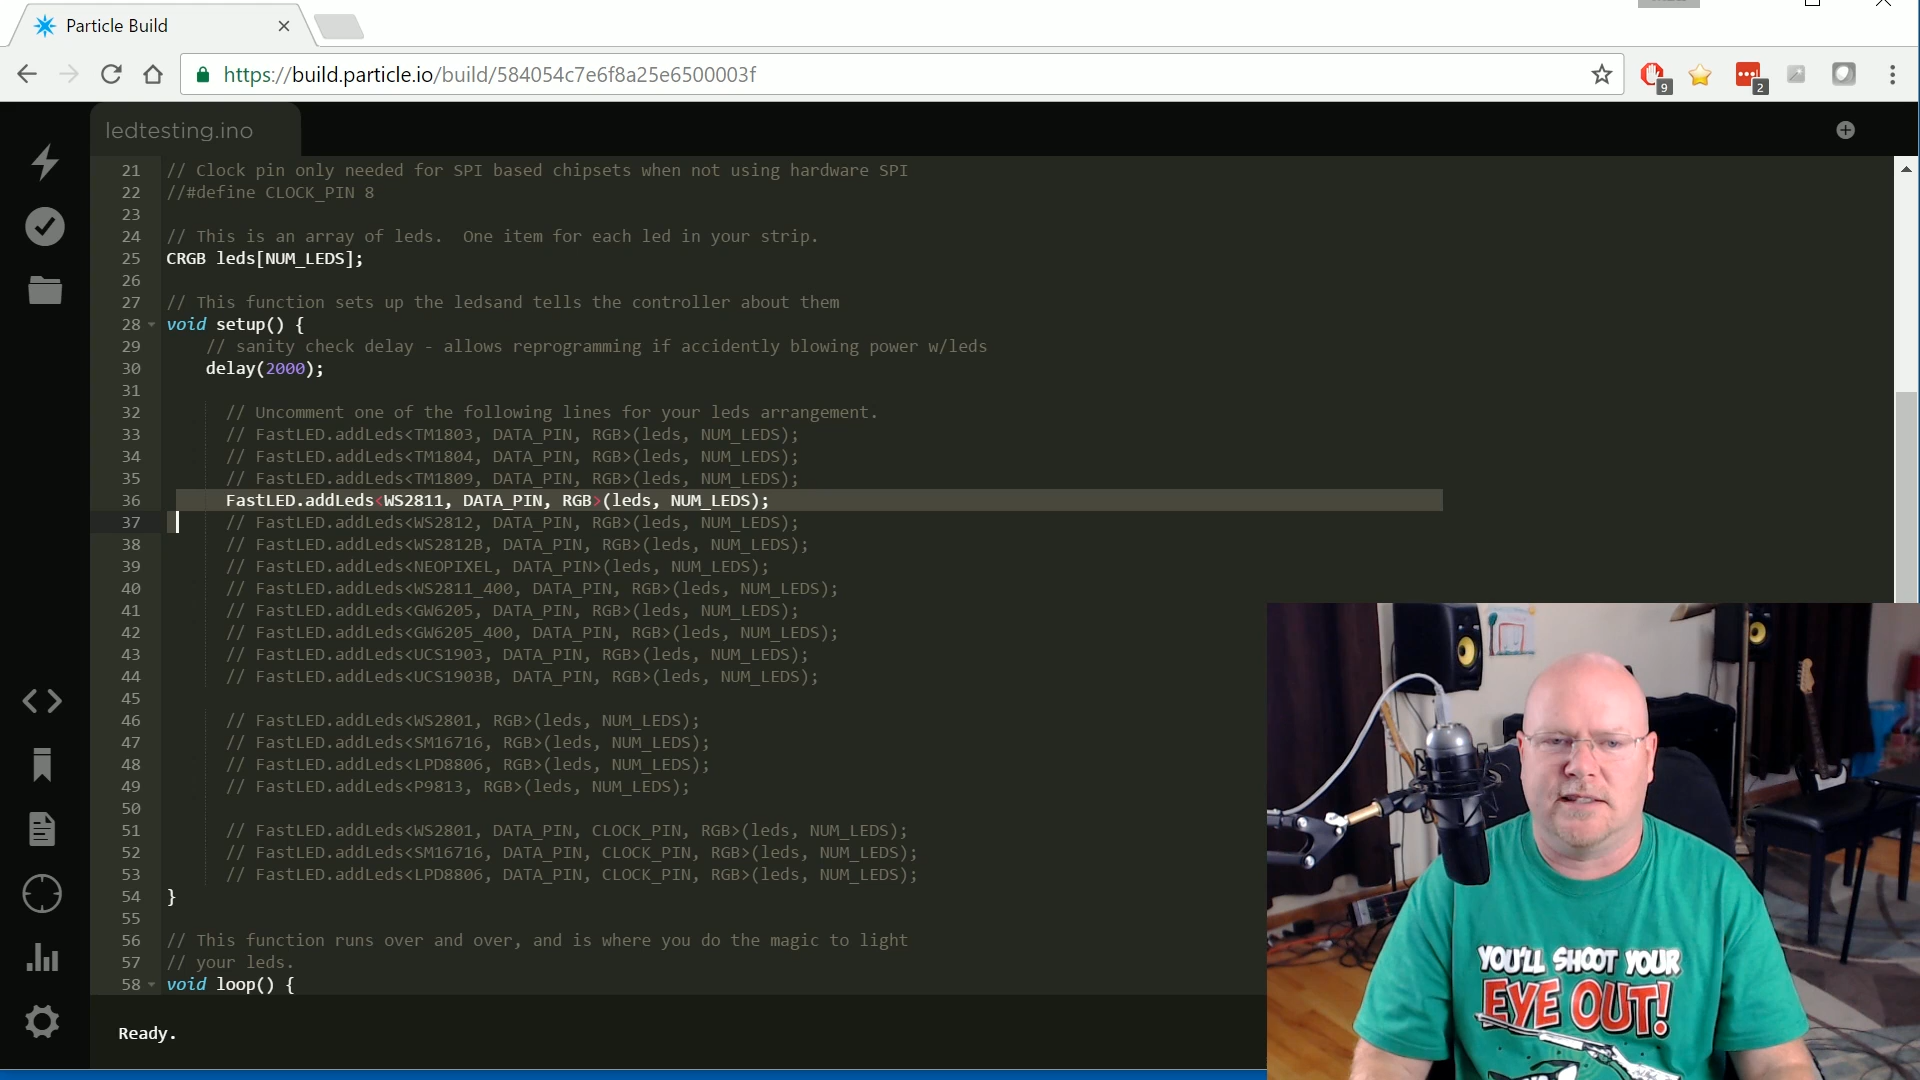 Particle Build
https://build.particle.io/build/584054c7e6f8a25e6500003f
9
2
ledtesting.ino
21 // Clock pin only needed for SPI based chipsets when not using hardware SPI
22 //#define CLOCK_PIN 8
23
24 // This is an array of leds.  One item for each led in your strip.
25 CRGB leds[NUM_LEDS];
26
27 // This function sets up the ledsand tells the controller about them
28 void setup() {
29 // sanity check delay - allows reprogramming if accidently blowing power w/leds
30 delay(2000);
31
32 // Uncomment one of the following lines for your leds arrangement.
33 // FastLED.addLeds<TM1803, DATA_PIN, RGB>(leds, NUM_LEDS);
34 // FastLED.addLeds<TM1804, DATA_PIN, RGB>(leds, NUM_LEDS);
35 // FastLED.addLeds<TM1809, DATA_PIN, RGB>(leds, NUM_LEDS);
36 FastLED.addLeds<WS2811, DATA_PIN, RGB>(leds, NUM_LEDS);
37 // FastLED.addLeds<WS2812, DATA_PIN, RGB>(leds, NUM_LEDS);
38 // FastLED.addLeds<WS2812B, DATA_PIN, RGB>(leds, NUM_LEDS);
39 // FastLED.addLeds<NEOPIXEL, DATA_PIN>(leds, NUM_LEDS);
40 // FastLED.addLeds<WS2811_400, DATA_PIN, RGB>(leds, NUM_LEDS);
41 // FastLED.addLeds<GW6205, DATA_PIN, RGB>(leds, NUM_LEDS);
42 // FastLED.addLeds<GW6205_400, DATA_PIN, RGB>(leds, NUM_LEDS);
43 // FastLED.addLeds<UCS1903, DATA_PIN, RGB>(leds, NUM_LEDS);
44 // FastLED.addLeds<UCS1903B, DATA_PIN, RGB>(leds, NUM_LEDS);
45
46 // FastLED.addLeds<WS2801, RGB>(leds, NUM_LEDS);
47 // FastLED.addLeds<SM16716, RGB>(leds, NUM_LEDS);
48 // FastLED.addLeds<LPD8806, RGB>(leds, NUM_LEDS);
49 // FastLED.addLeds<P9813, RGB>(leds, NUM_LEDS);
50
51 // FastLED.addLeds<WS2801, DATA_PIN, CLOCK_PIN, RGB>(leds, NUM_LEDS);
52 // FastLED.addLeds<SM16716, DATA_PIN, CLOCK_PIN, RGB>(leds, NUM_LEDS);
53 // FastLED.addLeds<LPD8806, DATA_PIN, CLOCK_PIN, RGB>(leds, NUM_LEDS);
54 }
55
56 // This function runs over and over, and is where you do the magic to light
57 // your leds.
58 void loop() {
Ready.
YOU'LL SHOOT YOUR
EYE OUT!